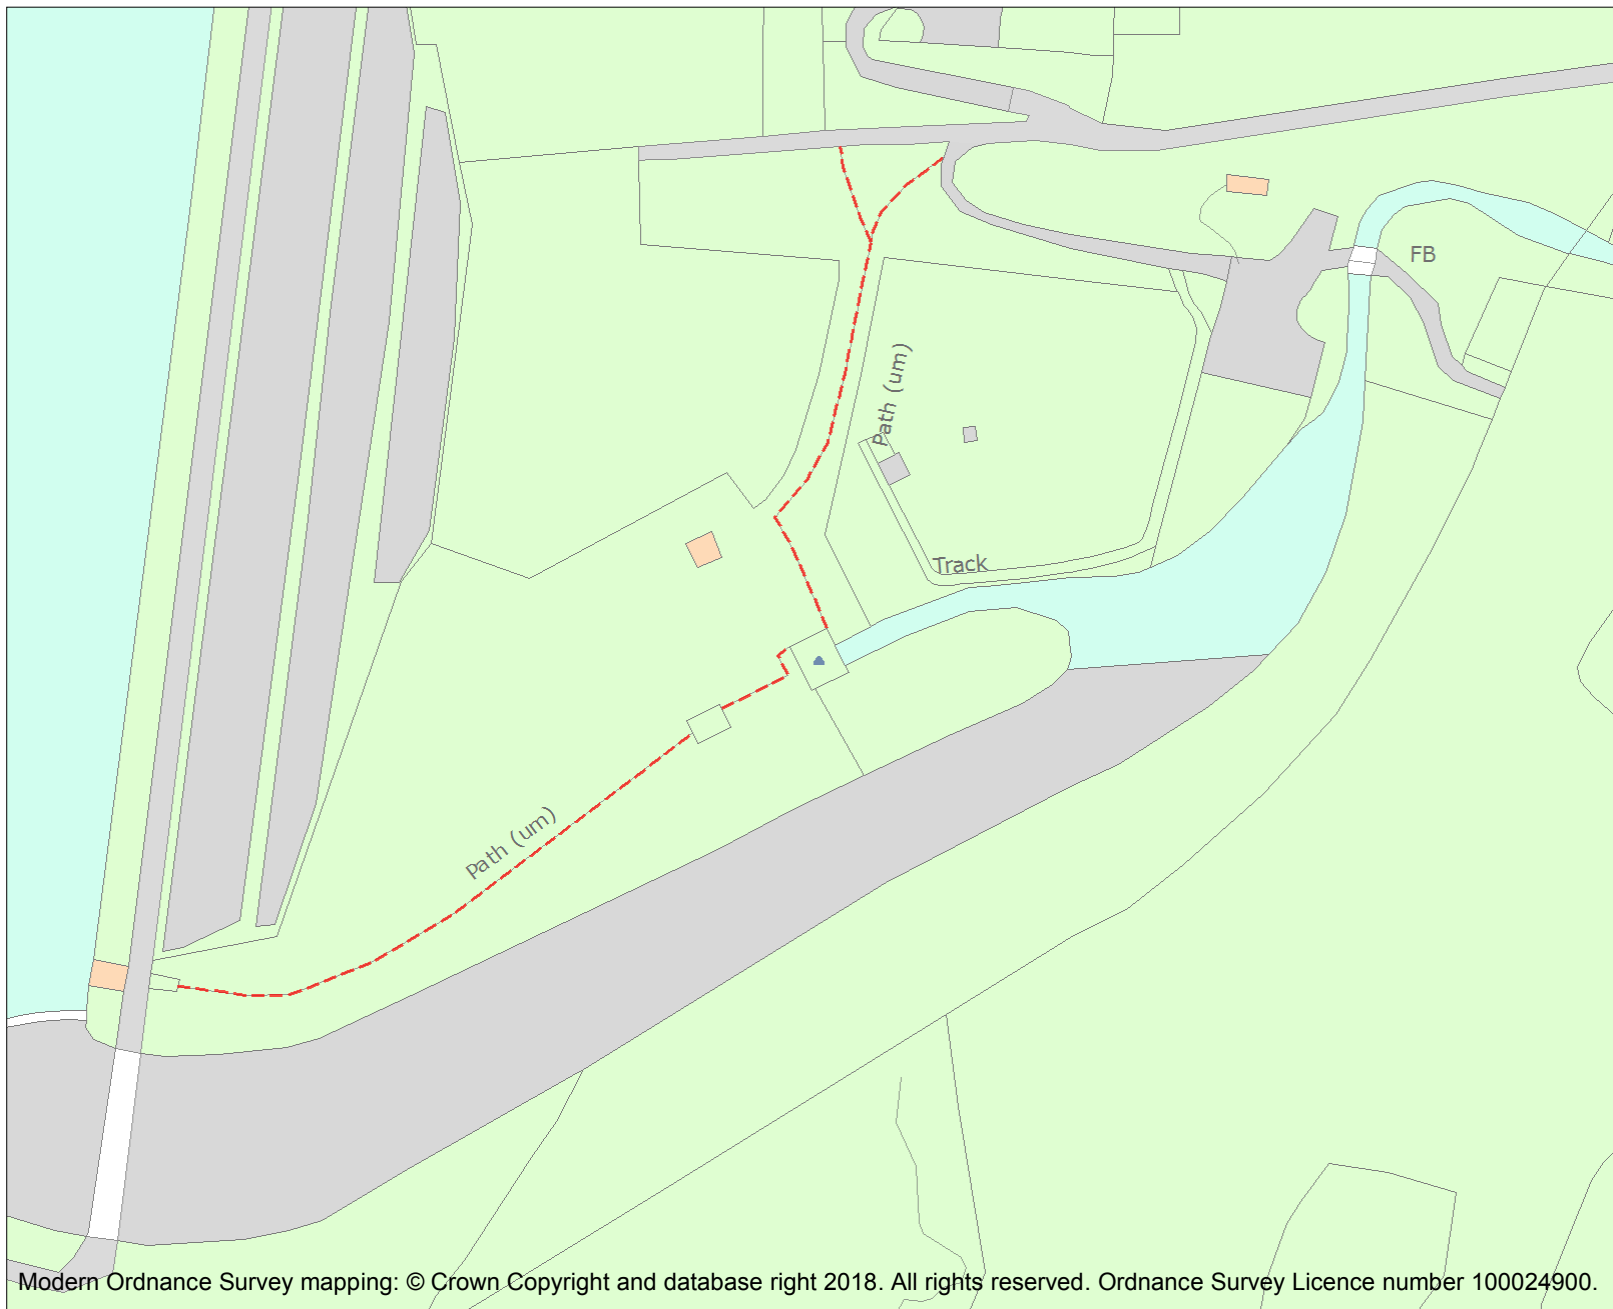 FB
Path (um)
Track
Path (um)
Modern Ordnance Survey mapping: © Crown Copyright and database right 2018. All rights reserved. Ordnance Survey Licence number 100024900.